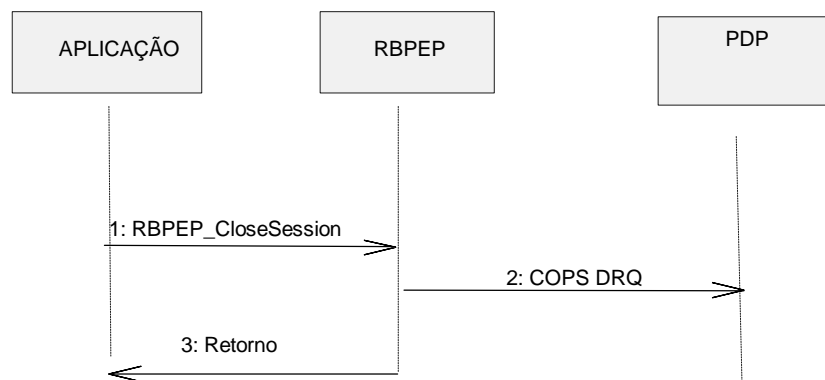 APLICAÇÃO
RBPEP
PDP
1: RBPEP_CloseSession
2: COPS DRQ
3: Retorno